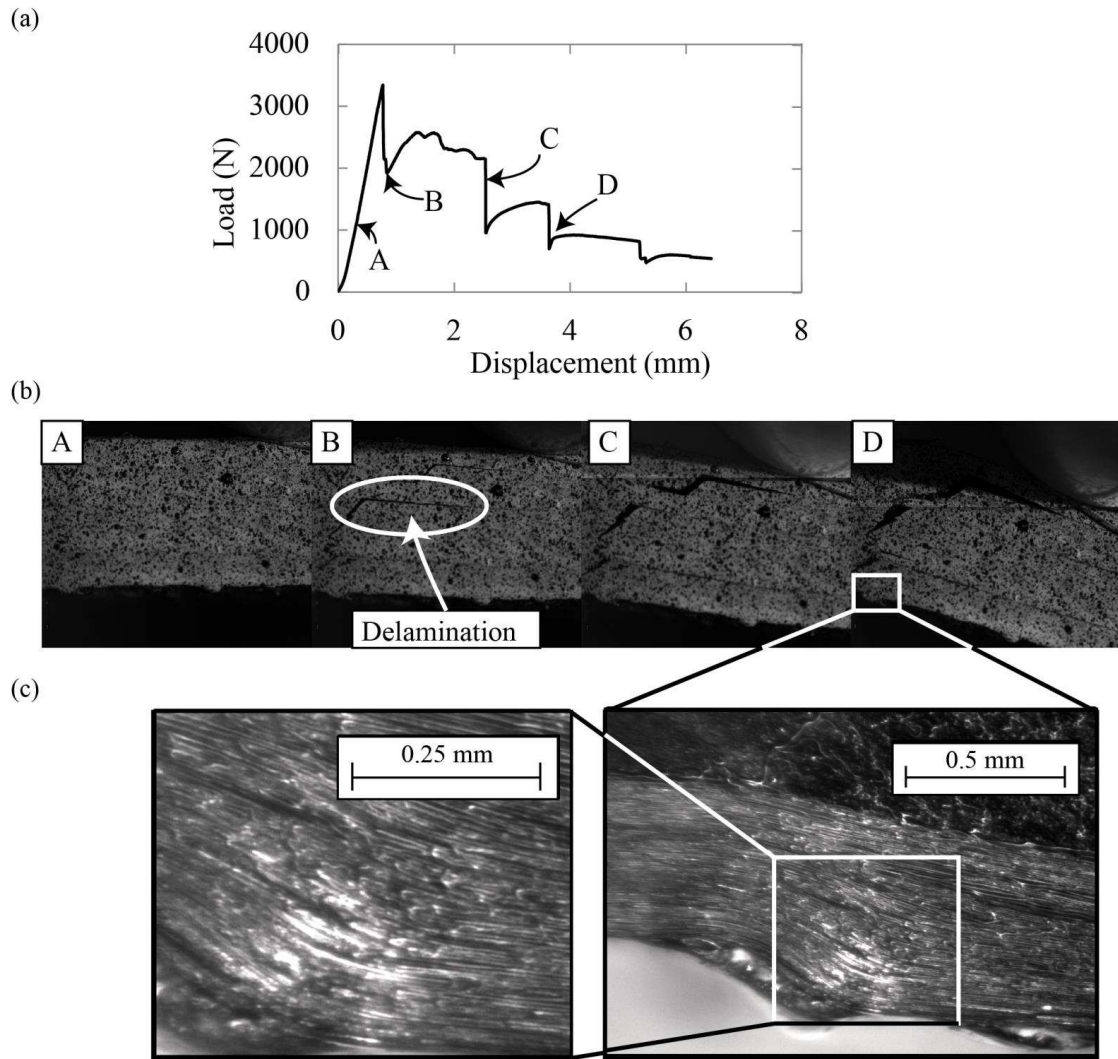 (a)
4000
3000
2000
1000
0
Load (N)
A
B
C
D
0 2 4 6 8
Displacement (mm)
(b)
A B C D
Delamination
(c)
0.25 mm 0.5 mm